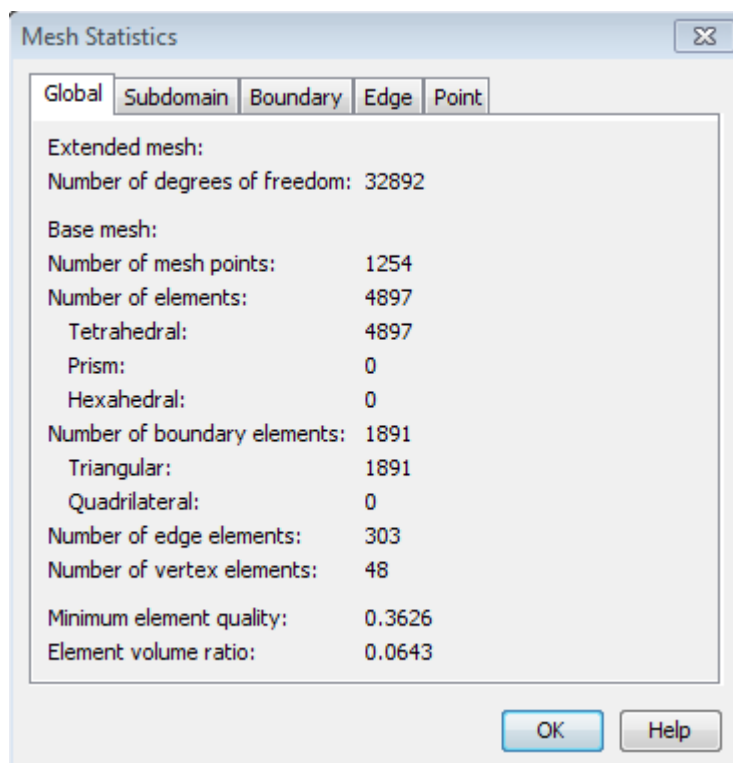 Mesh Statistics
Global Subdomain Boundary Edge Point
Extended mesh:
Number of degrees of freedom: 32892
Base mesh:
Number of mesh points: 1254
Number of elements: 4897
Tetrahedral: 4897
Prism: 0
Hexahedral: 0
Number of boundary elements: 1891
Triangular: 1891
Quadrilateral: 0
Number of edge elements: 303
Number of vertex elements: 48
Minimum element quality: 0.3626
Element volume ratio: 0.0643
OK Help